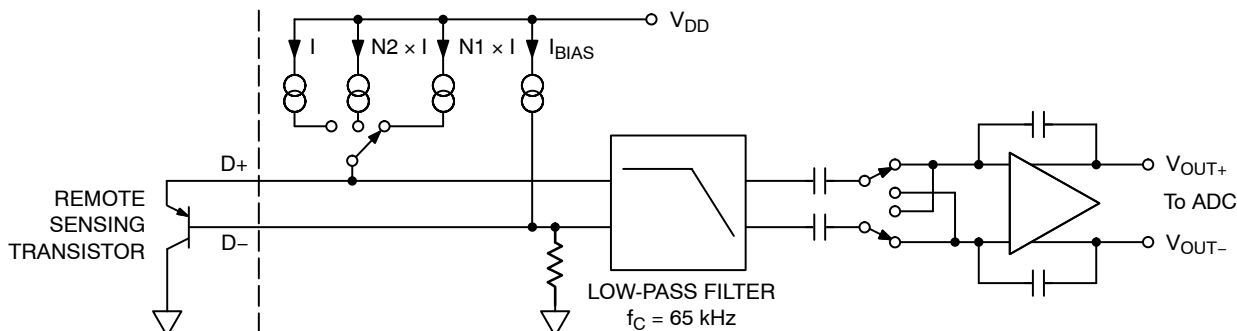 V_DD
I
N2 × I
N1 × I
I_BIAS
D+
REMOTE
SENSING
TRANSISTOR
D−
LOW-PASS FILTER
f_C = 65 kHz
V_OUT+
To ADC
V_OUT−